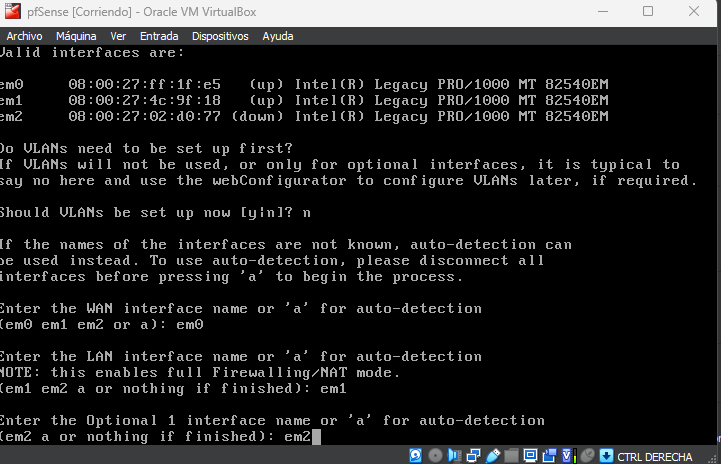 pfSense [Corriendo] - Oracle VM VirtualBox
Archivo Máquina Ver Entrada Dispositivos Ayuda
Valid interfaces are:
em0 08:00:27:ff:1f:e5 (up) Intel(R) Legacy PRO/1000 MT 82540EM
em1 08:00:27:4c:9f:18 (up) Intel(R) Legacy PRO/1000 MT 82540EM
em2 08:00:27:02:d0:77 (down) Intel(R) Legacy PRO/1000 MT 82540EM
Do VLANs need to be set up first?
If VLANs will not be used, or only for optional interfaces, it is typical to
say no here and use the webConfigurator to configure VLANs later, if required.
Should VLANs be set up now [y|n]? n
If the names of the interfaces are not known, auto-detection can
be used instead. To use auto-detection, please disconnect all
interfaces before pressing 'a' to begin the process.
Enter the WAN interface name or 'a' for auto-detection
(em0 em1 em2 or a): em0
Enter the LAN interface name or 'a' for auto-detection
NOTE: this enables full Firewalling/NAT mode.
(em1 em2 a or nothing if finished): em1
Enter the Optional 1 interface name or 'a' for auto-detection
(em2 a or nothing if finished): em2
CTRL DERECHA